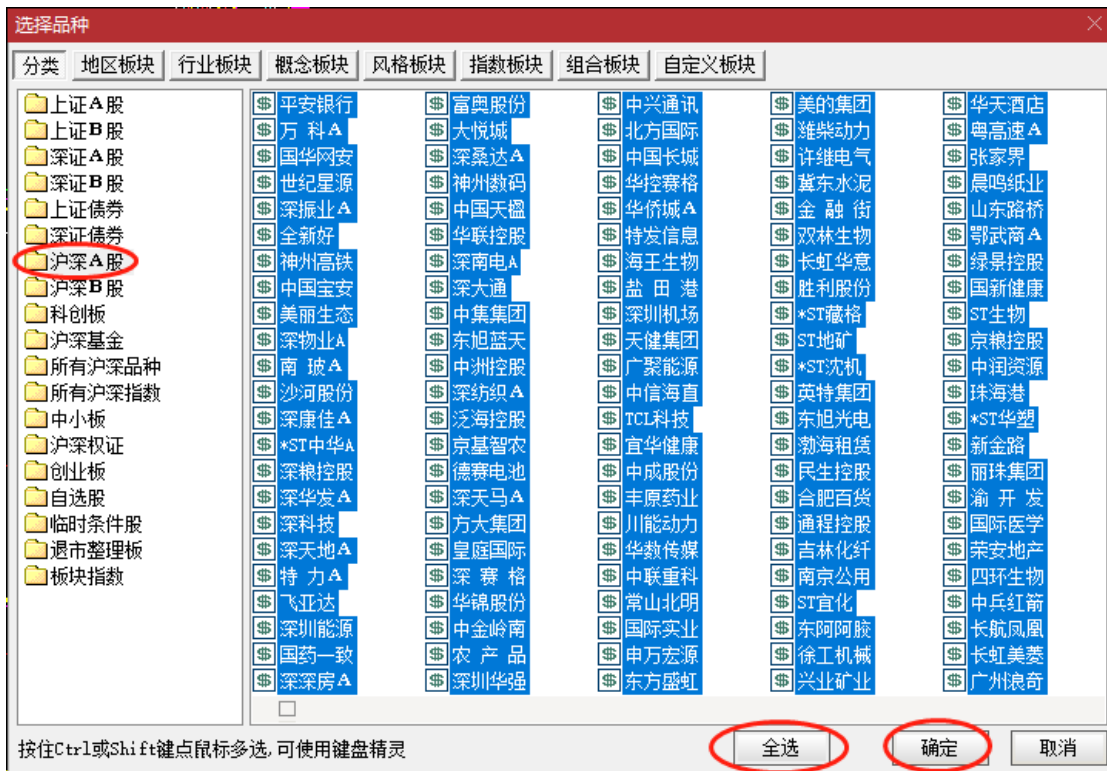 选择品种
分类 地区板块 行业板块 概念板块 风格板块 指数板块 组合板块 自定义板块
上证A股
上证B股
深证A股
深证B股
上证债券
深证债券
沪深A股
沪深B股
科创板
沪深基金
所有沪深品种
所有沪深指数
中小板
沪深权证
创业板
自选股
临时条件股
退市整理板
板块指数
平安银行 富奥股份 中兴通讯 美的集团 华天酒店
万 科A 大悦城 北方国际 潍柴动力 粤高速A
国华网安 深桑达A 中国长城 许继电气 张家界
世纪星源 神州数码 华控赛格 冀东水泥 晨鸣纸业
深振业A 中国天楹 华侨城A 金 融 街 山东路桥
全新好 华联控股 特发信息 双林生物 鄂武商A
神州高铁 深南电A 海王生物 长虹华意 绿景控股
中国宝安 深大通 盐 田 港 胜利股份 国新健康
美丽生态 中集集团 深圳机场 *ST藏格 ST生物
深物业A 东旭蓝天 天健集团 ST地矿 京粮控股
南 玻A 中洲控股 广聚能源 *ST沈机 中润资源
沙河股份 深纺织A 中信海直 英特集团 珠海港
深康佳A 泛海控股 TCL科技 东旭光电 *ST华塑
*ST中华A 京基智农 宜华健康 渤海租赁 新金路
深粮控股 德赛电池 中成股份 民生控股 丽珠集团
深华发A 深天马A 丰原药业 合肥百货 渝 开 发
深科技 方大集团 川能动力 通程控股 国际医学
深天地A 皇庭国际 华数传媒 吉林化纤 荣安地产
特 力A 深 赛 格 中联重科 南京公用 四环生物
飞亚达 华锦股份 常山北明 ST宜化 中兵红箭
深圳能源 中金岭南 国际实业 东阿阿胶 长航凤凰
国药一致 农 产 品 申万宏源 徐工机械 长虹美菱
深深房A 深圳华强 东方盛虹 兴业矿业 广州浪奇
按住Ctrl或Shift键点鼠标多选,可使用键盘精灵 全选 确定 取消